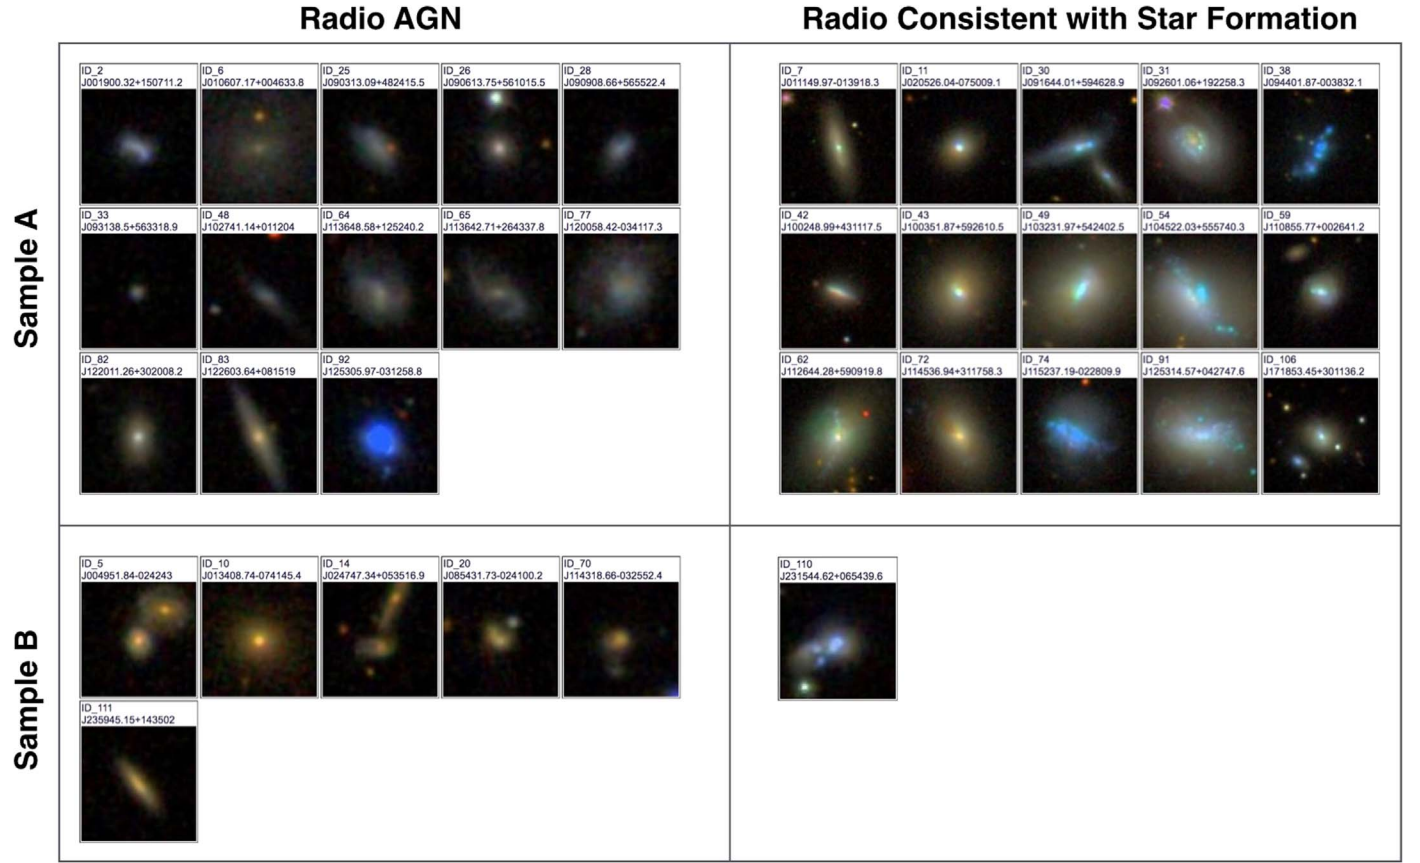 Radio AGN
Radio Consistent with Star Formation
Sample A
ID_2
J001900.32+150711.2
ID_6
J010607.17+004633.8
ID_25
J090313.09+482415.5
ID_26
J090613.75+561015.5
ID_28
J090908.66+565522.4
ID_33
J093138.5+563318.9
ID_48
J102741.14+011204
ID_64
J113648.58+125240.2
ID_65
J113642.71+264337.8
ID_77
J120058.42-034117.3
ID_82
J122011.26+302008.2
ID_83
J122603.64+081519
ID_92
J125305.97-031258.8
ID_7
J011149.97-013918.3
ID_11
J020526.04-075009.1
ID_30
J091644.01+594628.9
ID_31
J092601.06+192258.3
ID_38
J094401.87-003832.1
ID_42
J100248.99+431117.5
ID_43
J100351.87+592610.5
ID_49
J103231.97+542402.5
ID_54
J104522.03+555740.3
ID_59
J110855.77+002641.2
ID_62
J112644.28+590919.8
ID_72
J114536.94+311758.3
ID_74
J115237.19-022809.9
ID_91
J125314.57+042747.6
ID_106
J171853.45+301136.2
Sample B
ID_5
J004951.84-024243
ID_10
J013408.74-074145.4
ID_14
J024747.34+053516.9
ID_20
J085431.73-024100.2
ID_70
J114318.66-032552.4
ID_111
J235945.15+143502
ID_110
J231544.62+065439.6